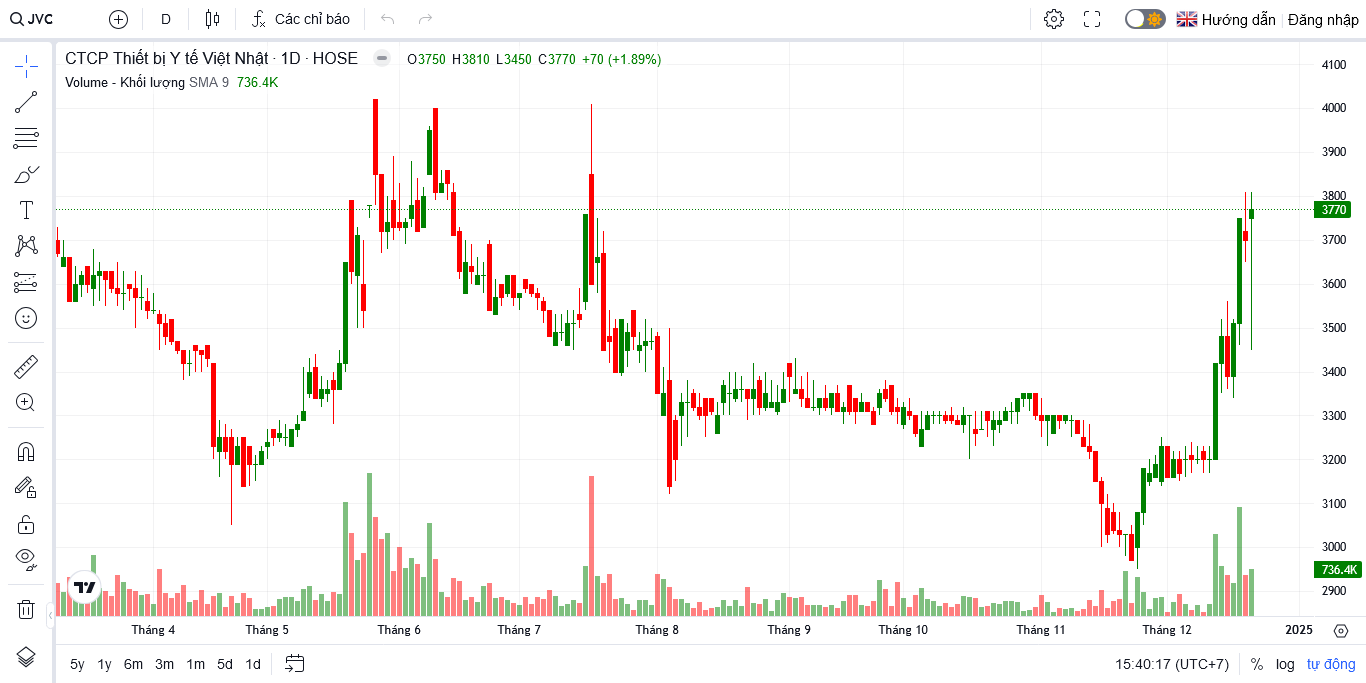 JVC D Các chỉ báo Hướng dẫn Đăng nhập
CTCP Thiết bị Y tế Việt Nhật · 1D · HOSE O3750 H3810 L3450 C3770 +70 (+1.89%)
Volume - Khối lượng SMA 9 736.4K
4100
4000
3900
3800
3770
3700
3600
3500
3400
3300
3200
3100
3000
736.4K
2900
Tháng 4 Tháng 5 Tháng 6 Tháng 7 Tháng 8 Tháng 9 Tháng 10 Tháng 11 Tháng 12 2025
5y 1y 6m 3m 1m 5d 1d 15:40:17 (UTC+7) % log tự động